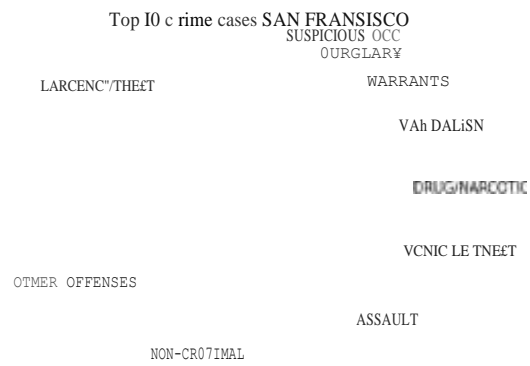 Top I0 c rime cases SAN FRANSISCO
SUSPICIOUS OCC
0URGLAR¥
LARCENC"/THE£T
WARRANTS
VAh DALiSN
DRUG/NARCOTIC
VCNIC LE TNE£T
OTMER OFFENSES
ASSAULT
NON-CR07IMAL